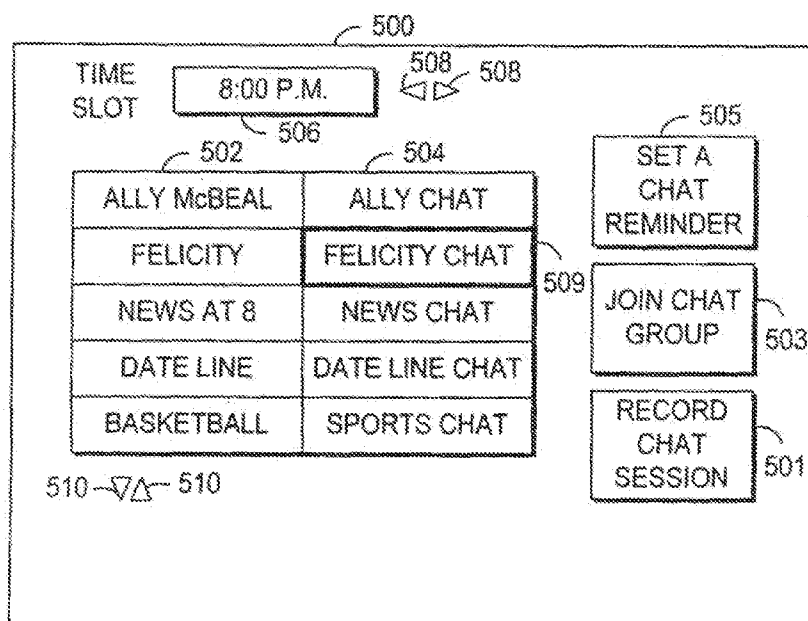 500
TIME
SLOT
8:00 P.M.
508
508
506
502
504
505
SET A
CHAT
REMINDER
ALLY McBEAL ALLY CHAT
FELICITY FELICITY CHAT
509
NEWS AT 8 NEWS CHAT
JOIN CHAT
GROUP
503
DATE LINE DATE LINE CHAT
BASKETBALL SPORTS CHAT
RECORD
CHAT
SESSION
501
510 510